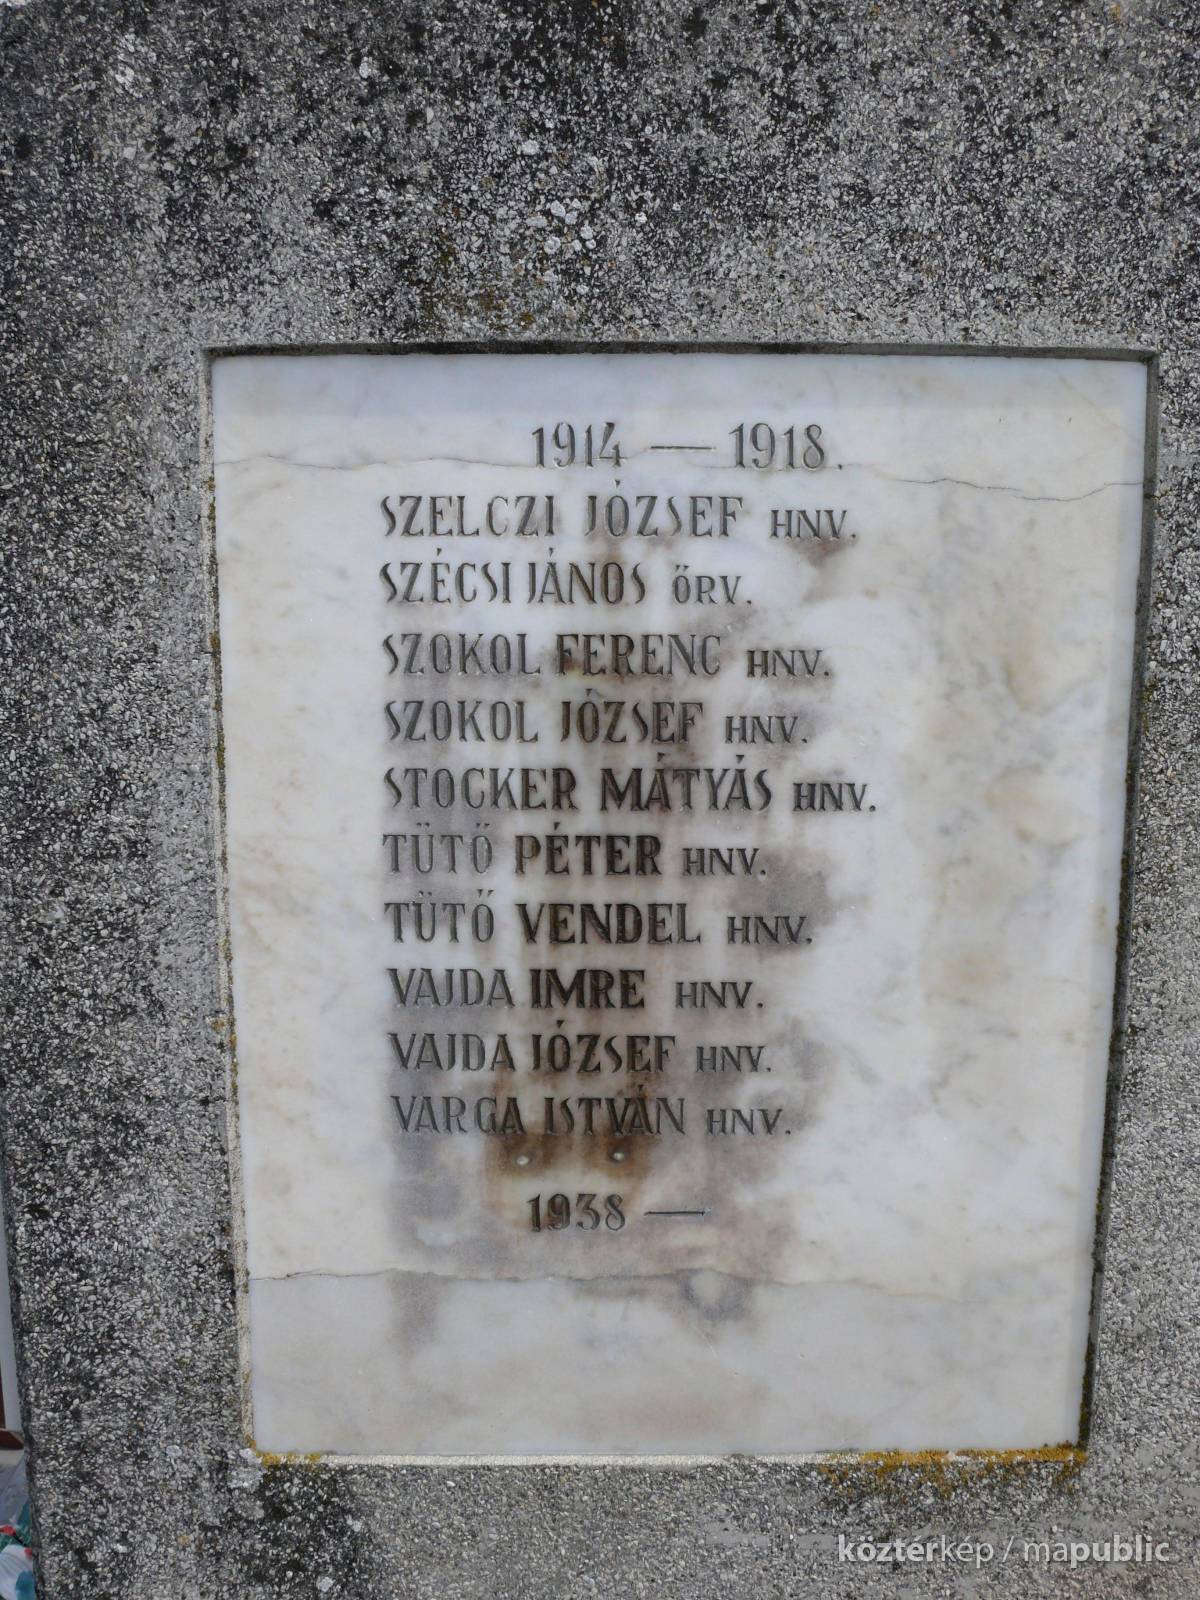 1914 — 1918.
SZELCZI JÓZSEF HNV.
SZÉCSI JÁNOS ŐRV.
SZOKOL FERENC HNV.
SZOKOL JÓZSEF HNV.
STOCKER MÁTYÁS HNV.
TÜTŐ PÉTER HNV.
TÜTŐ VENDEL HNV.
VAJDA IMRE HNV.
VAJDA JÓZSEF HNV.
VARGA ISTVÁN HNV.
1938 —
köztérkép / mapublic